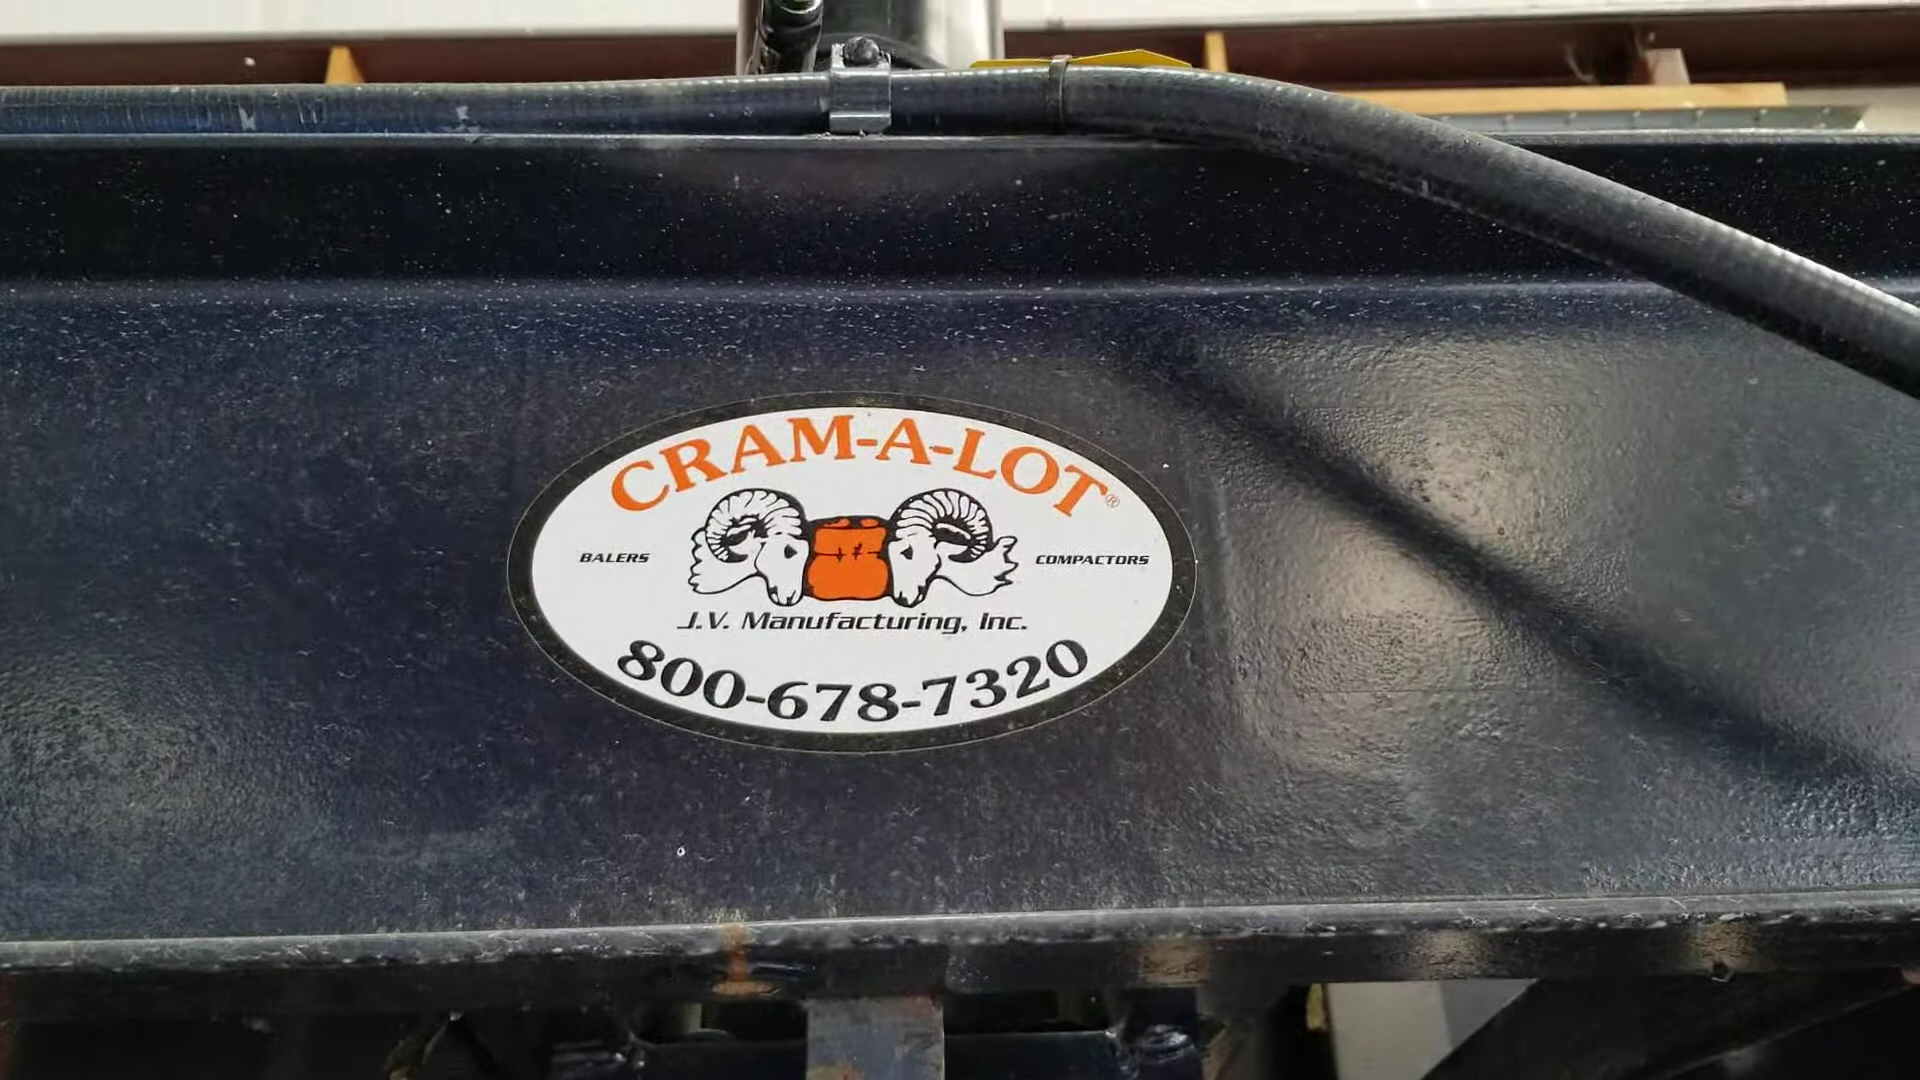 CRAM-A-LOT®
BALERS
COMPACTORS
J.V. Manufacturing, Inc.
800-678-7320